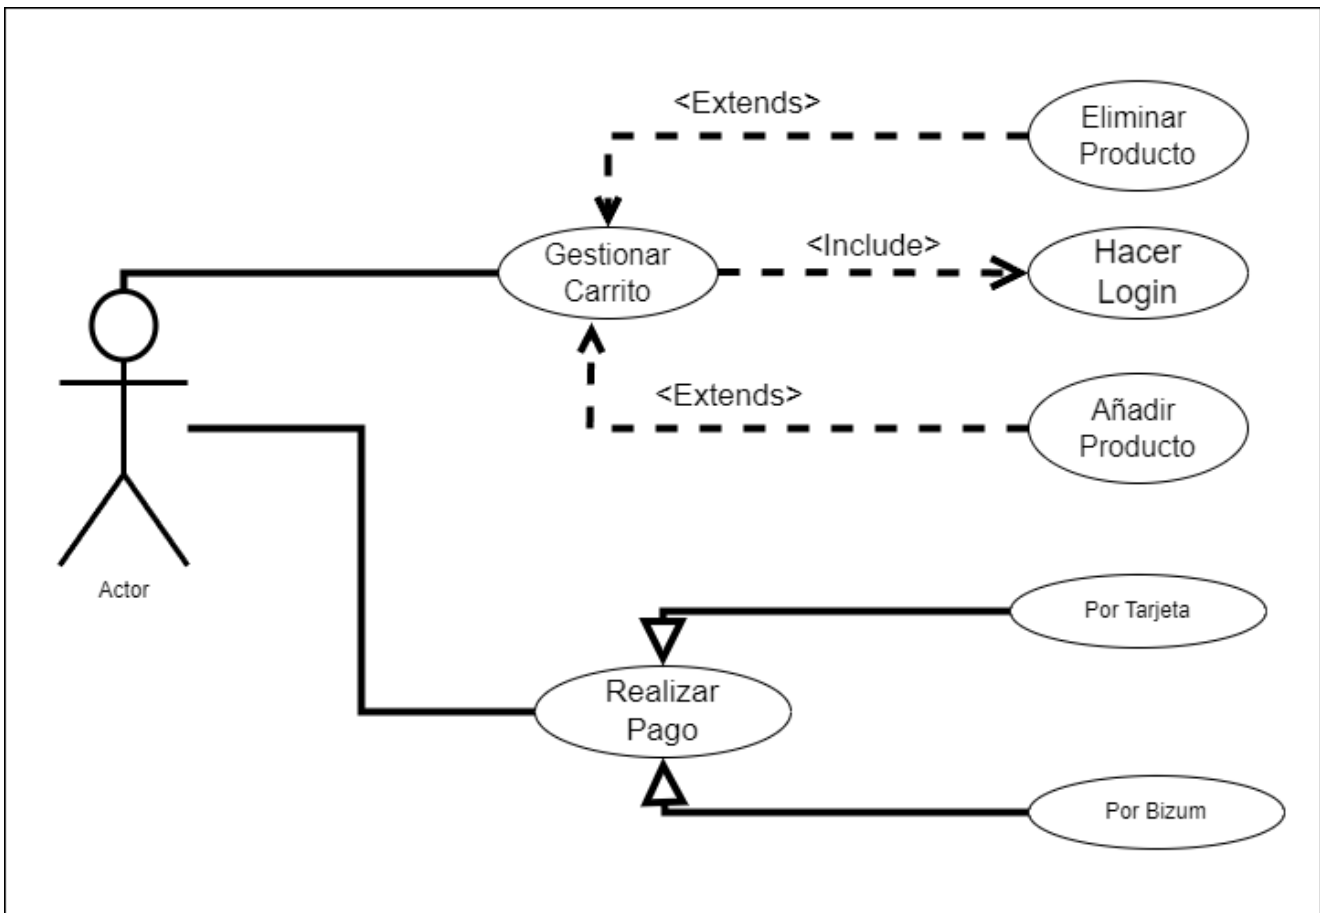 <Extends>
Eliminar
Producto
Gestionar
Carrito
<Include>
Hacer
Login
<Extends>
Añadir
Producto
Actor
Por Tarjeta
Realizar
Pago
Por Bizum